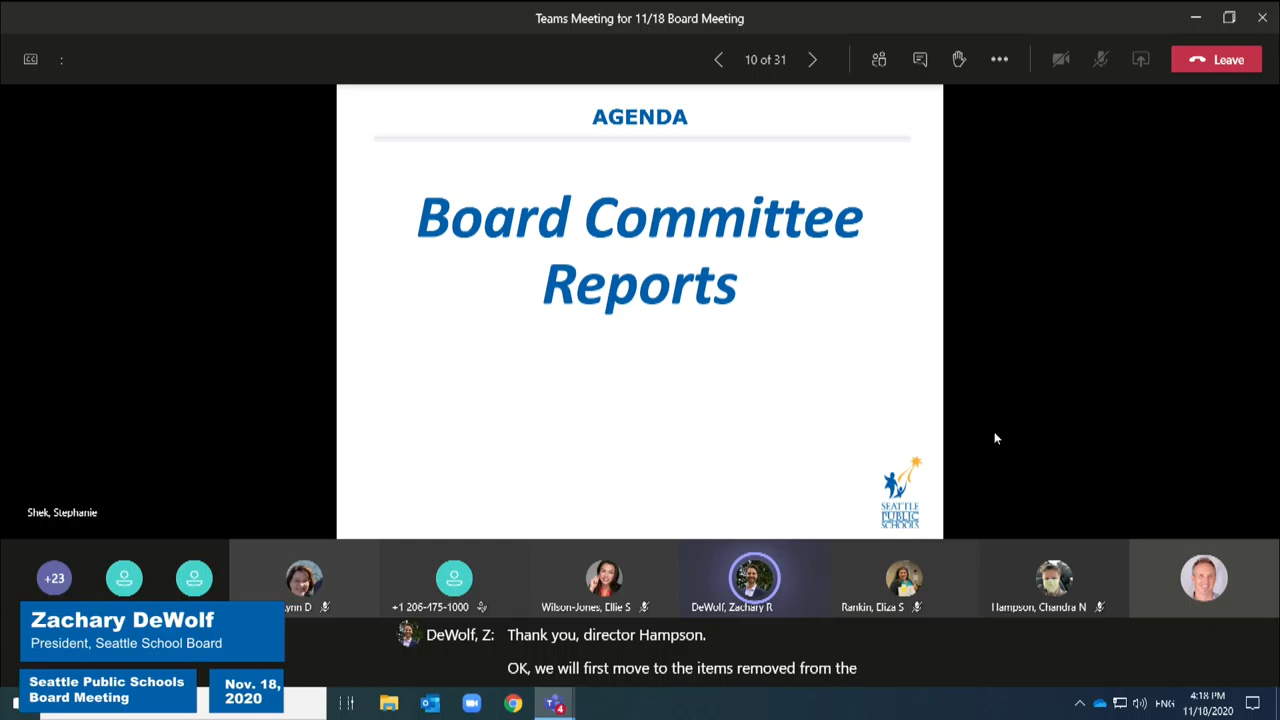 Teams Meeting for 11/18 Board Meeting
CC
:
10 of 31
Leave
AGENDA
Board Committee
Reports
SEATTLE
PUBLIC
SCHOOLS
Shek, Stephanie
+23
+1 206-475-1000
Wilson-Jones, Ellie S
DeWolf, Zachary R
Rankin, Eliza S
Hampson, Chandra N
Zachary DeWolf
President, Seattle School Board
DeWolf, Z: Thank you, director Hampson.
OK, we will first move to the items removed from the
Seattle Public Schools
Board Meeting
Nov. 18,
2020
4
ENG
4:18 PM
11/18/2020